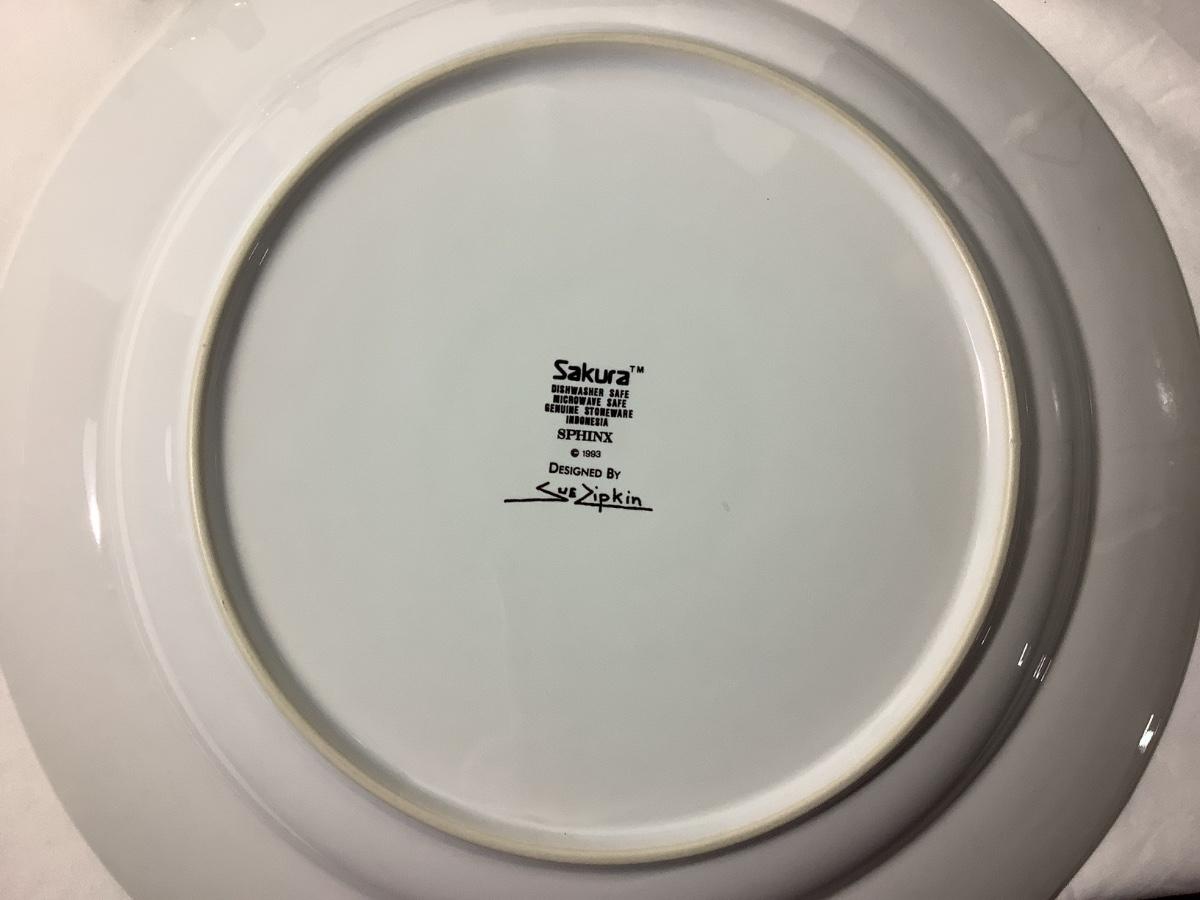 Sakura™
DISHWASHER SAFE
MICROWAVE SAFE
GENUINE STONEWARE
INDONESIA
SPHINX
© 1993
DESIGNED BY
Sue Zipkin